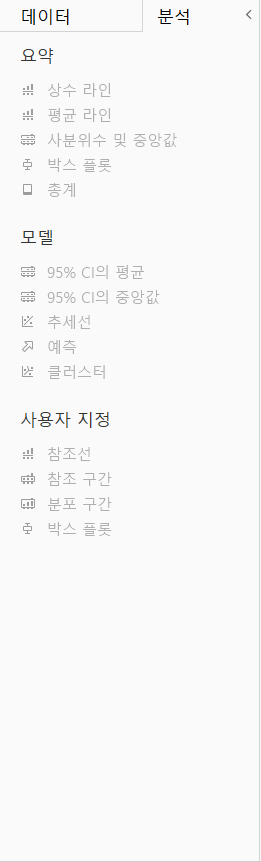 데이터
분석
요약
상수 라인
평균 라인
사분위수 및 중앙값
박스 플롯
총계
모델
95% CI의 평균
95% CI의 중앙값
추세선
예측
클러스터
사용자 지정
참조선
참조 구간
분포 구간
박스 플롯